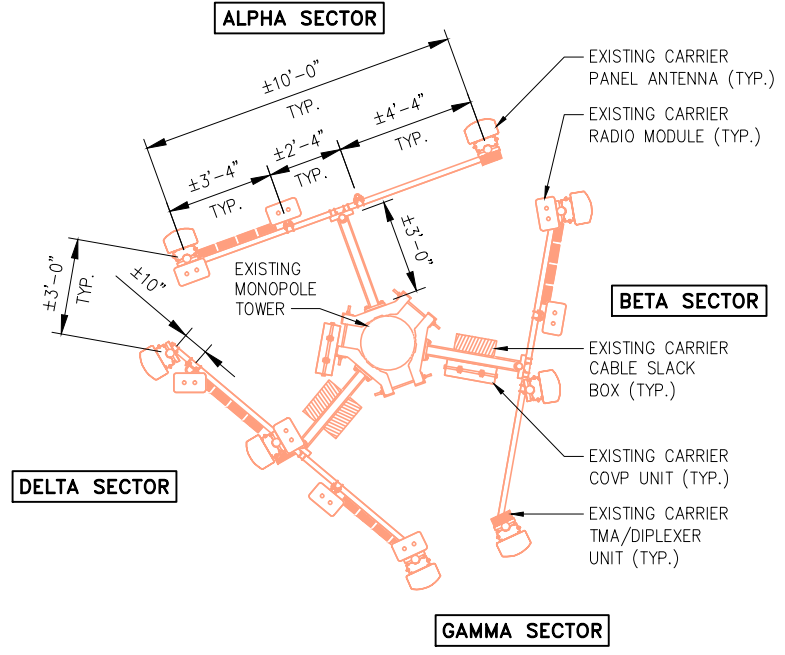 ALPHA SECTOR
±10'-0"
TYP.
EXISTING CARRIER
PANEL ANTENNA (TYP.)
±4'-4"
TYP.
EXISTING CARRIER
RADIO MODULE (TYP.)
±2'-4"
TYP.
±3'-4"
TYP.
±3'-0"
±3'-0"
TYP.
±10"
EXISTING
MONOPOLE
TOWER
BETA SECTOR
EXISTING CARRIER
CABLE SLACK
BOX (TYP.)
EXISTING CARRIER
COVP UNIT (TYP.)
DELTA SECTOR
EXISTING CARRIER
TMA/DIPLEXER
UNIT (TYP.)
GAMMA SECTOR